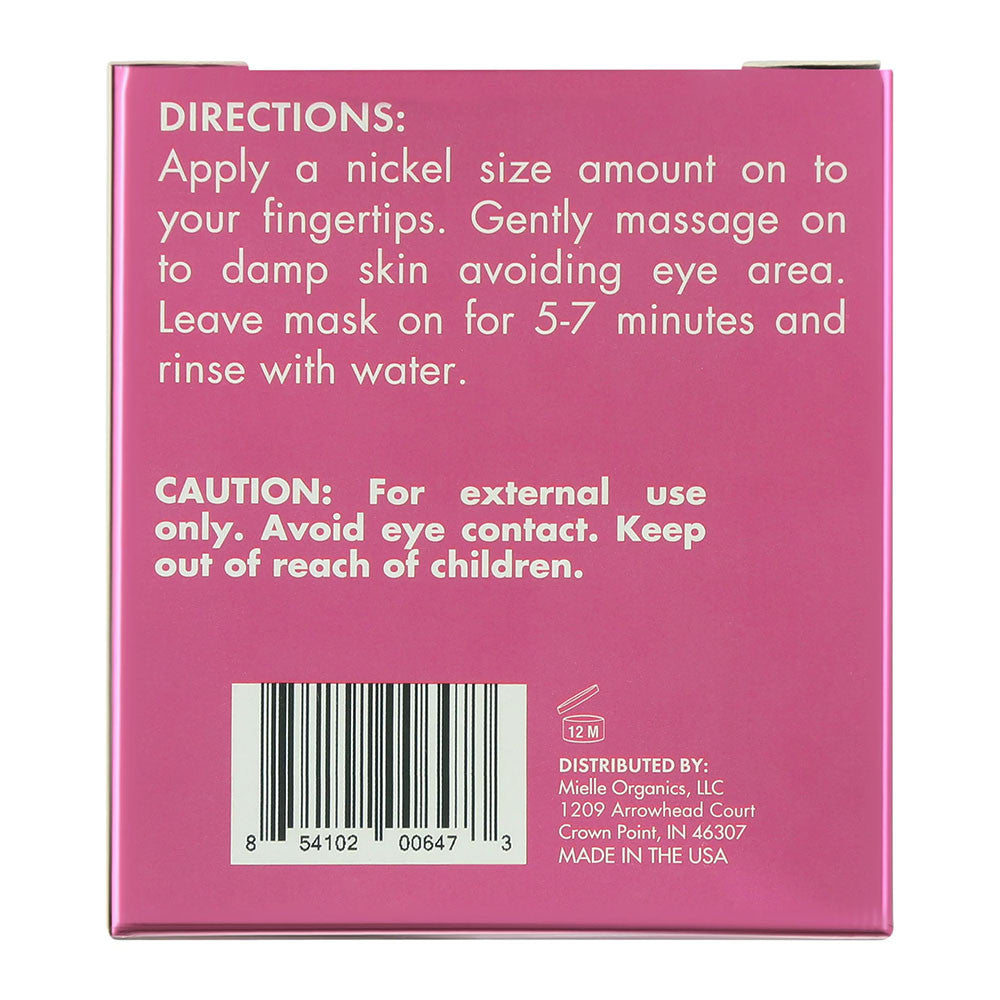 DIRECTIONS:
Apply a nickel size amount on to
your fingertips. Gently massage on
to damp skin avoiding eye area.
Leave mask on for 5-7 minutes and
rinse with water.
CAUTION: For external use
only. Avoid eye contact. Keep
out of reach of children.
8 54102 00647 3
12 M
DISTRIBUTED BY:
Mielle Organics, LLC
1209 Arrowhead Court
Crown Point, IN 46307
MADE IN THE USA